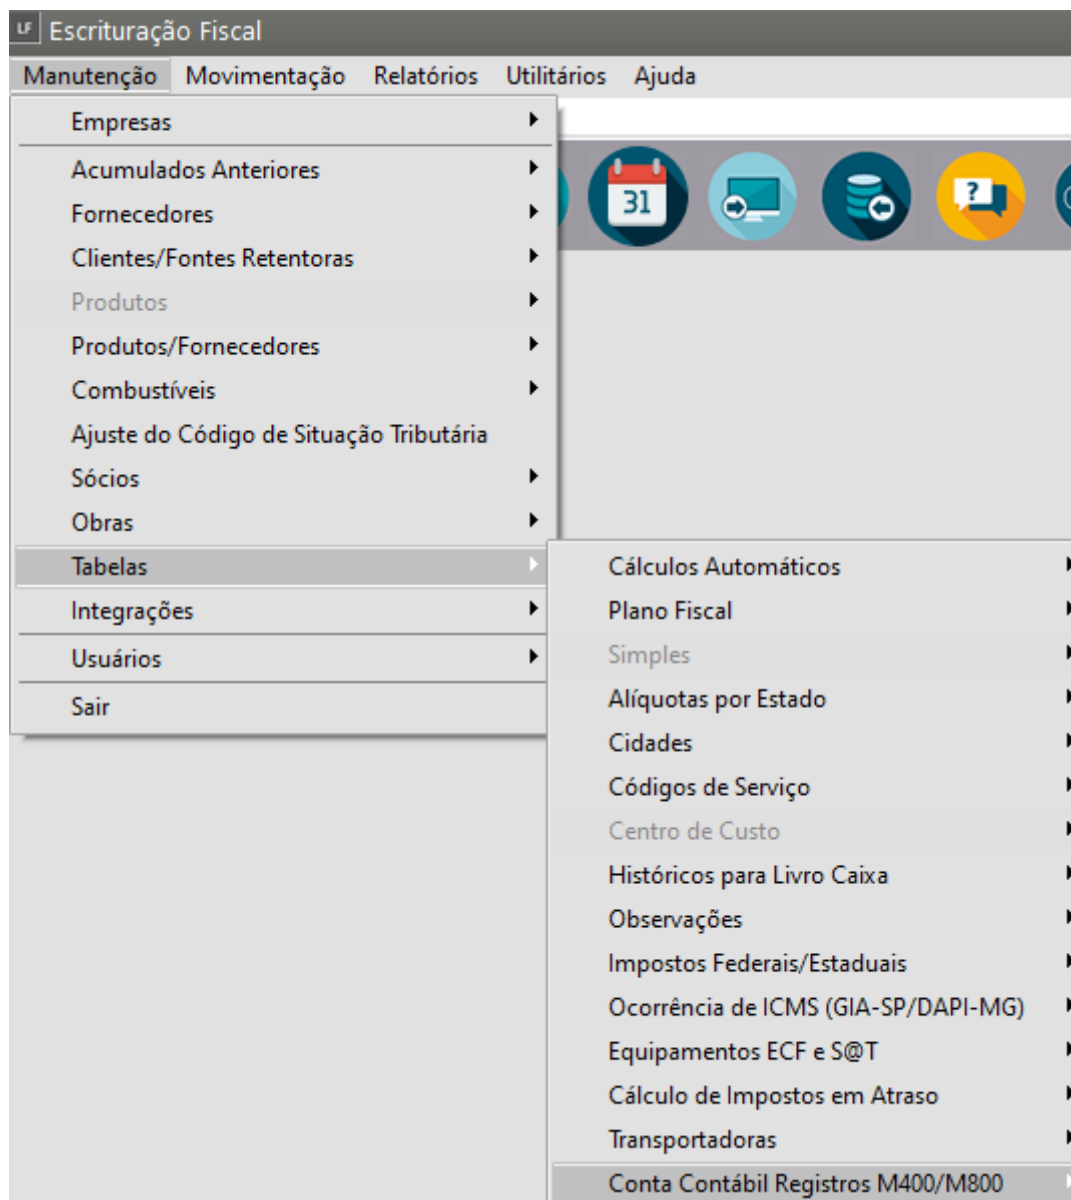 LF Escrituração Fiscal
Manutenção Movimentação Relatórios Utilitários Ajuda
Empresas
Acumulados Anteriores
Fornecedores
Clientes/Fontes Retentoras
Produtos
Produtos/Fornecedores
Combustíveis
Ajuste do Código de Situação Tributária
Sócios
Obras
Tabelas
Integrações
Usuários
Sair
31
?
Cálculos Automáticos
Plano Fiscal
Simples
Alíquotas por Estado
Cidades
Códigos de Serviço
Centro de Custo
Históricos para Livro Caixa
Observações
Impostos Federais/Estaduais
Ocorrência de ICMS (GIA-SP/DAPI-MG)
Equipamentos ECF e S@T
Cálculo de Impostos em Atraso
Transportadoras
Conta Contábil Registros M400/M800